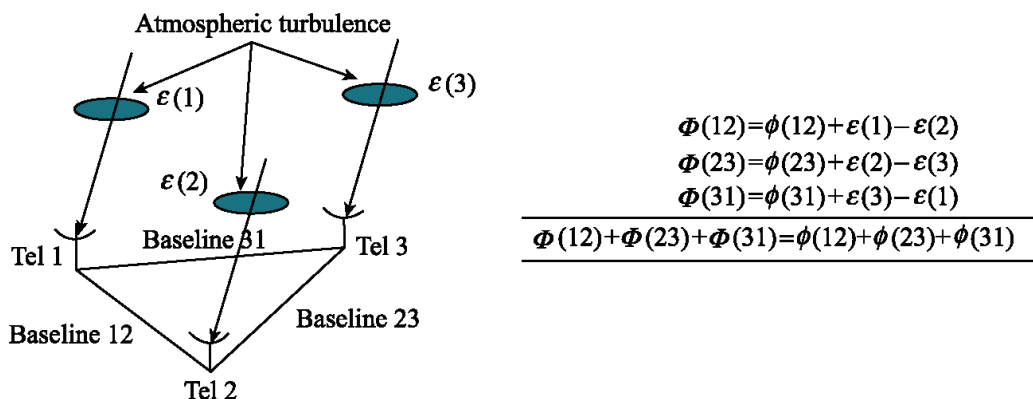 Atmospheric turbulence
ε(1)
ε(3)
ε(2)
Baseline 31
Tel 1
Tel 3
Baseline 12
Baseline 23
Tel 2
Φ(12)=ϕ(12)+ε(1)−ε(2)
Φ(23)=ϕ(23)+ε(2)−ε(3)
Φ(31)=ϕ(31)+ε(3)−ε(1)
Φ(12)+Φ(23)+Φ(31)=ϕ(12)+ϕ(23)+ϕ(31)